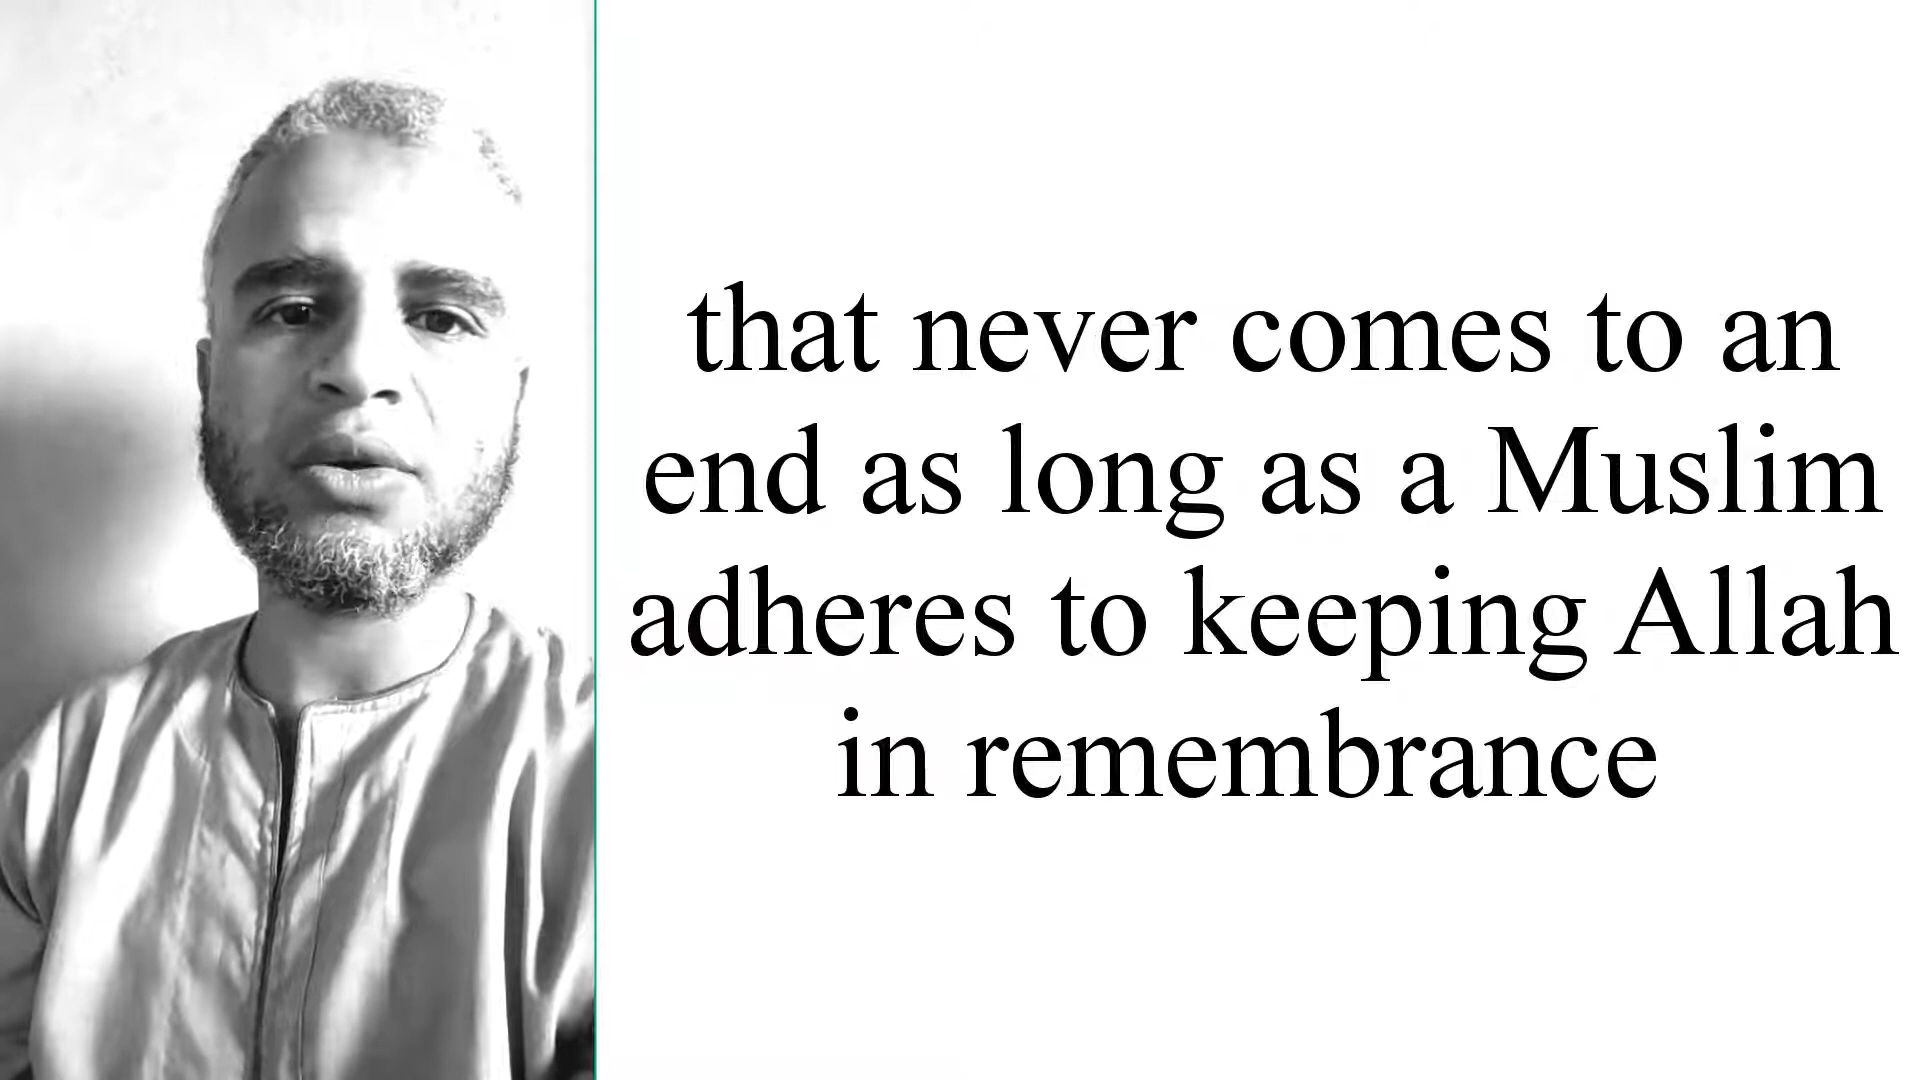 that never comes to an
end as long as a Muslim
adheres to keeping Allah
in remembrance